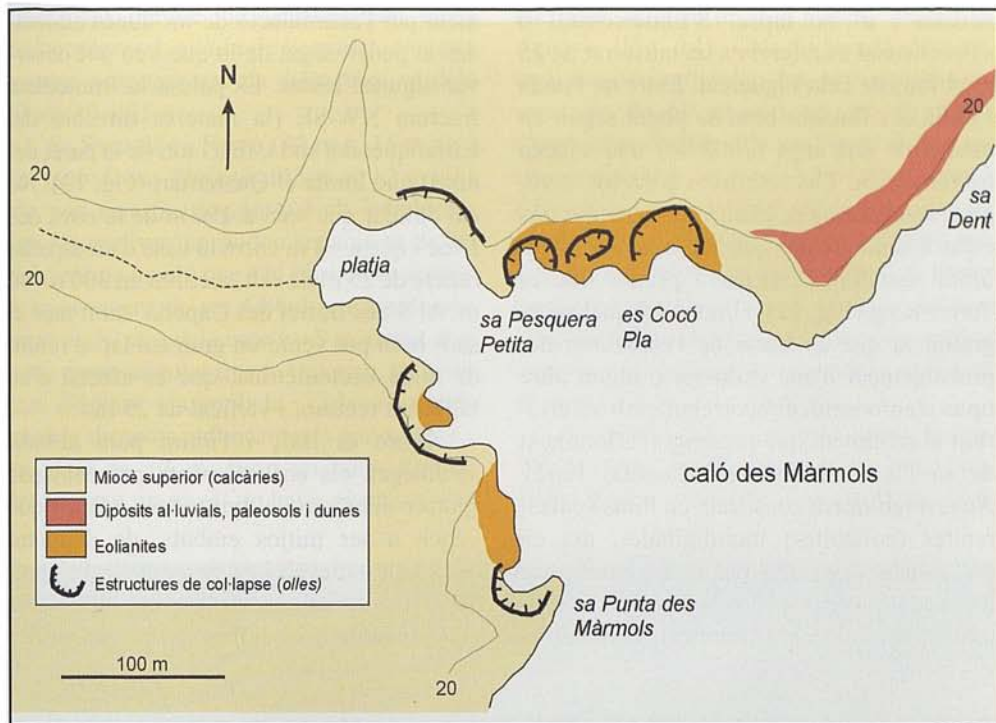 N
20
20
20
sa
Dent
platja
sa Pesquera
Petita
es Cocó
Pla
caló des Màrmols
Miocè superior (calcàries)
Dipòsits al·luvials, paleosols i dunes
Eolianites
Estructures de col·lapse (olles)
sa Punta des
Màrmols
100 m
20